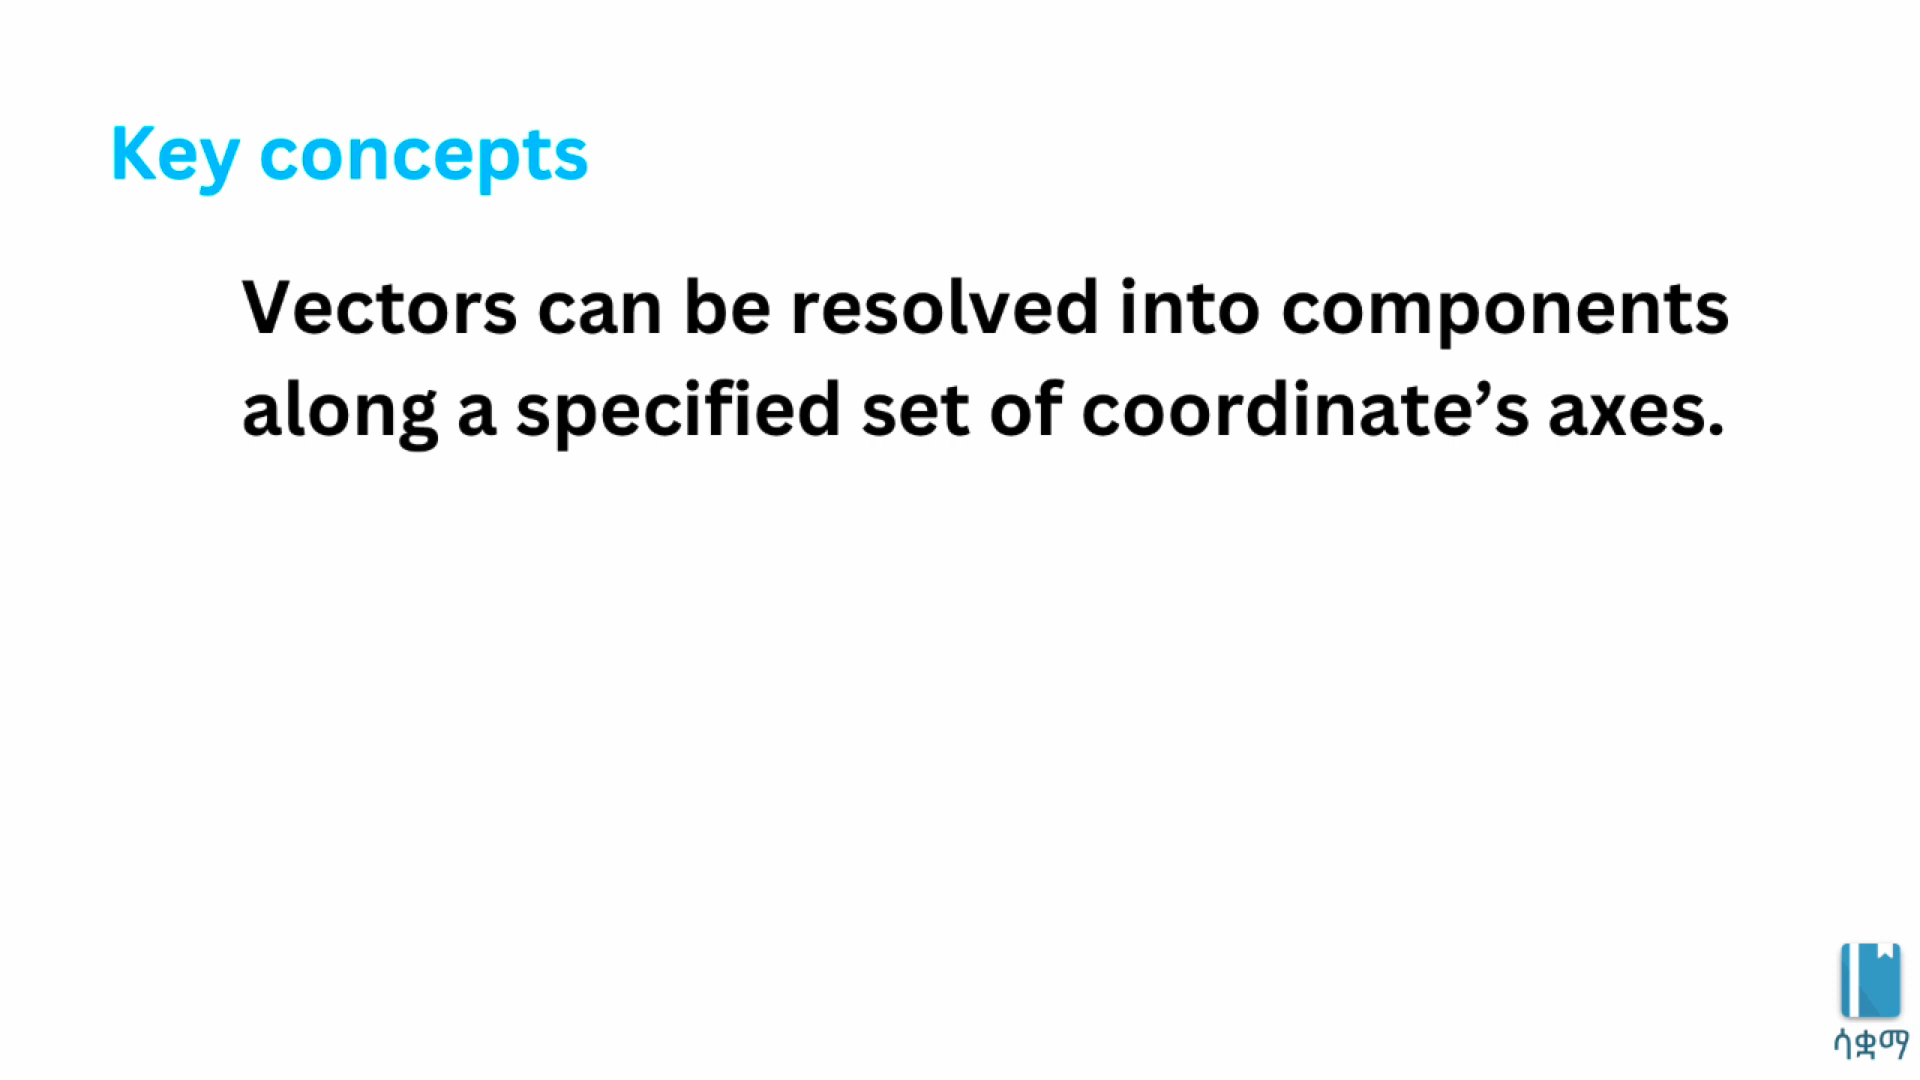 Key concepts
Vectors can be resolved into components
along a specified set of coordinate’s axes.
ሳቋማ